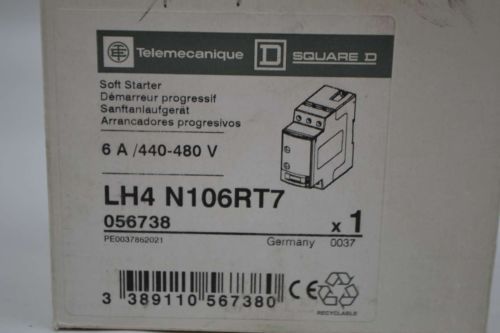 Telemecanique D SQUARE D
Soft Starter
Démarreur progressif
Sanftanlaufgerät
Arrancadores progresivos
6 A /440-480 V
LH4 N106RT7
056738
x 1
PE0037862021
Germany 0037
3 389110 567380
CE
RECYCLABLE